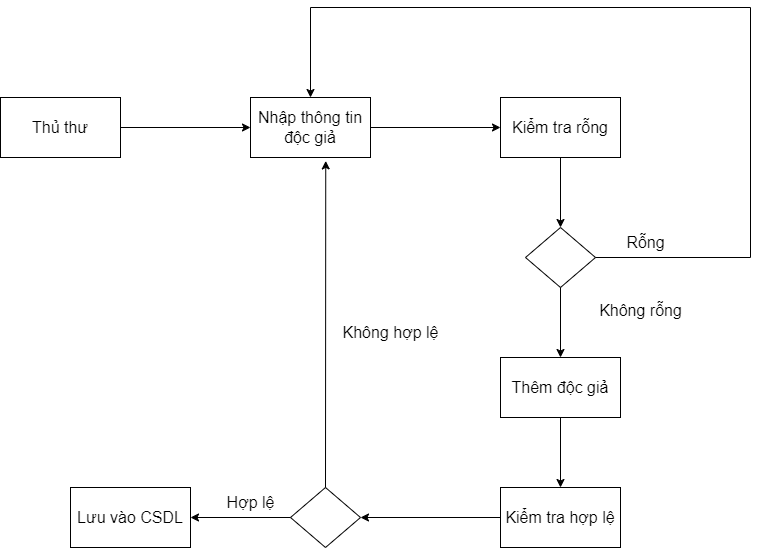 Thủ thư
Nhập thông tin
độc giả
Kiểm tra rỗng
Rỗng
Không rỗng
Không hợp lệ
Thêm độc giả
Lưu vào CSDL
Hợp lệ
Kiểm tra hợp lệ